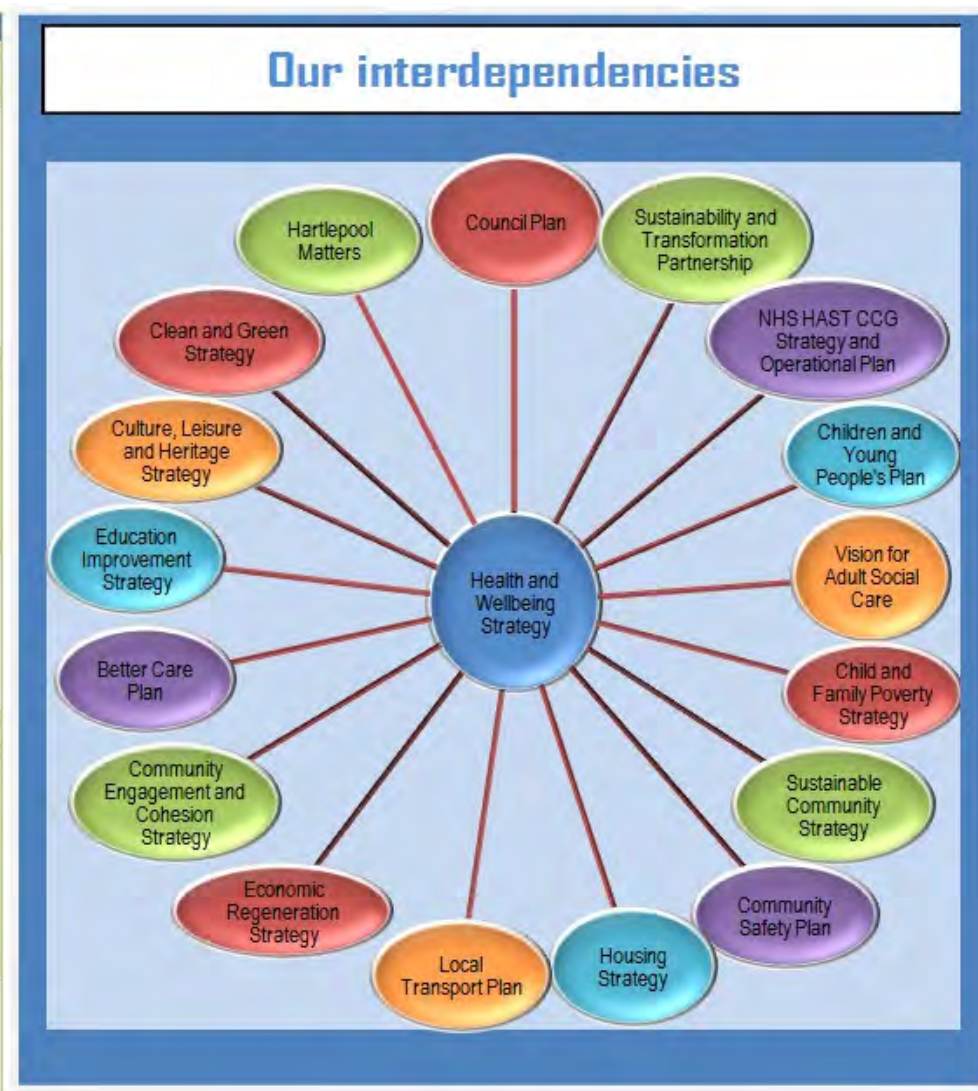 Our interdependencies
Council Plan
Sustainability and
Transformation
Partnership
NHS HAST CCG
Strategy and
Operational Plan
Children and
Young
People's Plan
Vision for
Adult Social
Care
Child and
Family Poverty
Strategy
Sustainable
Community
Strategy
Community
Safety Plan
Housing
Strategy
Local
Transport Plan
Economic
Regeneration
Strategy
Community
Engagement and
Cohesion
Strategy
Better Care
Plan
Education
Improvement
Strategy
Culture, Leisure
and Heritage
Strategy
Clean and Green
Strategy
Hartlepool
Matters
Health and
Wellbeing
Strategy